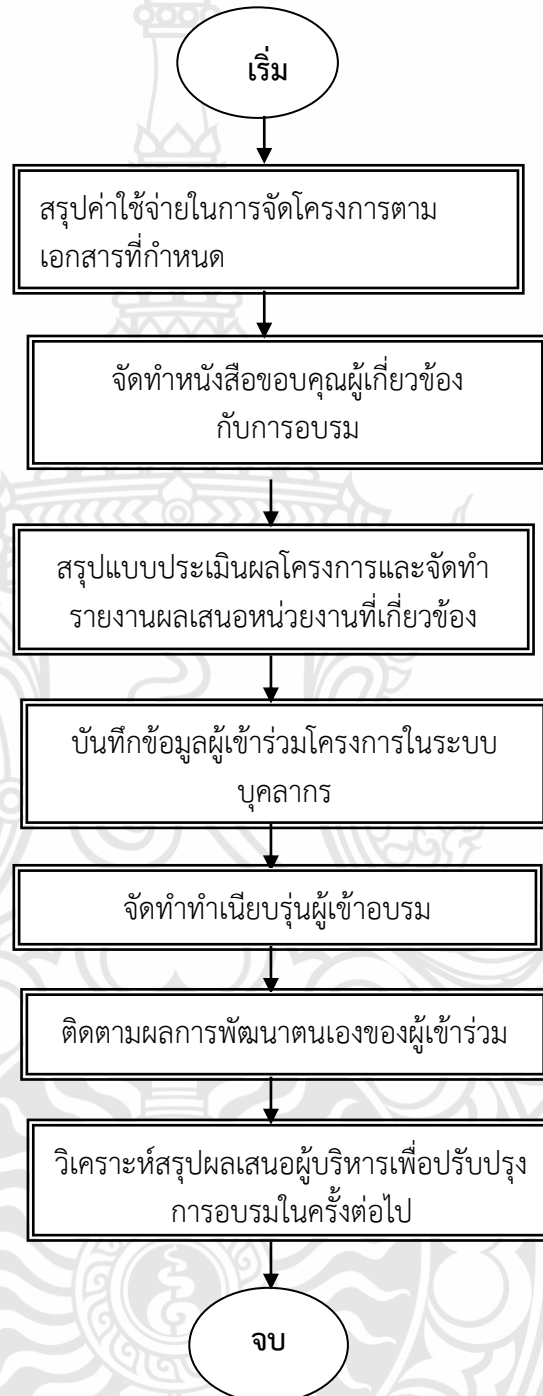 เริ่ม
สรุปค่าใช้จ่ายในการจัดโครงการตาม
เอกสารที่กำหนด
จัดทำหนังสือขอบคุณผู้เกี่ยวข้อง
กับการอบรม
สรุปแบบประเมินผลโครงการและจัดทำ
รายงานผลเสนอหน่วยงานที่เกี่ยวข้อง
บันทึกข้อมูลผู้เข้าร่วมโครงการในระบบ
บุคลากร
จัดทำทำเนียบรุ่นผู้เข้าอบรม
ติดตามผลการพัฒนาตนเองของผู้เข้าร่วม
วิเคราะห์สรุปผลเสนอผู้บริหารเพื่อปรับปรุง
การอบรมในครั้งต่อไป
จบ